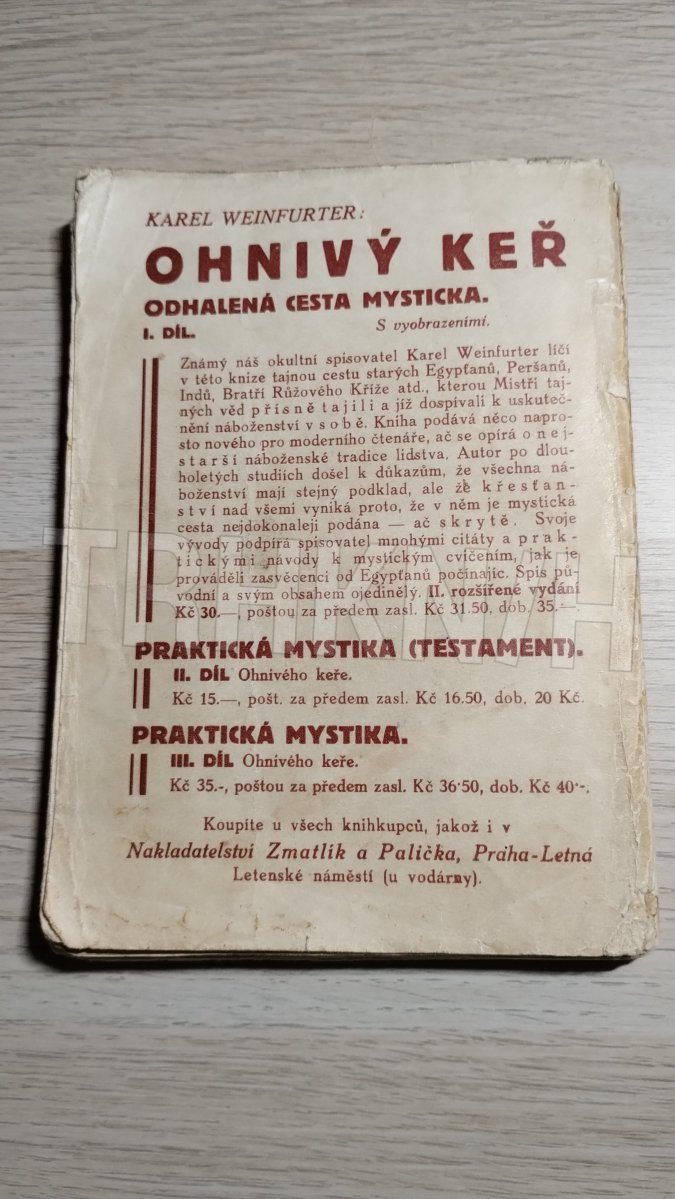 KAREL WEINFURTER:
OHNIVÝ KEŘ
ODHALENÁ CESTA MYSTICKA.
I. DÍL. S vyobrazeními.
Známý náš okultní spisovatel Karel Weinfurter líčí
v této knize tajnou cestu starých Egypťanů, Peršanů,
Indů, Bratří Růžového Kříže atd., kterou Mistři taj-
ných věd přísně tajili a jíž dospívali k uskuteč-
nění náboženství v sobě. Kniha podává něco napro-
sto nového pro moderního čtenáře, ač se opírá o nej-
starší náboženské tradice lidstva. Autor po dlou-
holetých studiích došel k důkazům, že všechna ná-
boženství mají stejný podklad, ale že křesťan-
ství nad všemi vyniká proto, že v něm je mystická
cesta nejdokonaleji podána — ač skrytě. Svoje
vývody podpírá spisovatel mnohými citáty a prak-
tickými návody k mystickým cvičením, jak je
prováděli zasvěcenci od Egypťanů počínajíc. Spis pů-
vodní a svým obsahem ojedinělý. II. rozšířené vydání
Kč 30.—, poštou za předem zasl. Kč 31.50, dob. 35.—.
PRAKTICKÁ MYSTIKA (TESTAMENT).
II. DÍL Ohnivého keře.
Kč 15.—, pošt. za předem zasl. Kč 16.50, dob. 20 Kč.
PRAKTICKÁ MYSTIKA.
III. DÍL Ohnívého keře.
Kč 35.-, poštou za předem zasl. Kč 36·50, dob. Kč 40·-.
Koupíte u všech knihkupců, jakož i v
Nakladatelství Zmatlík a Palička, Praha-Letná
Letenské náměstí (u vodárny).